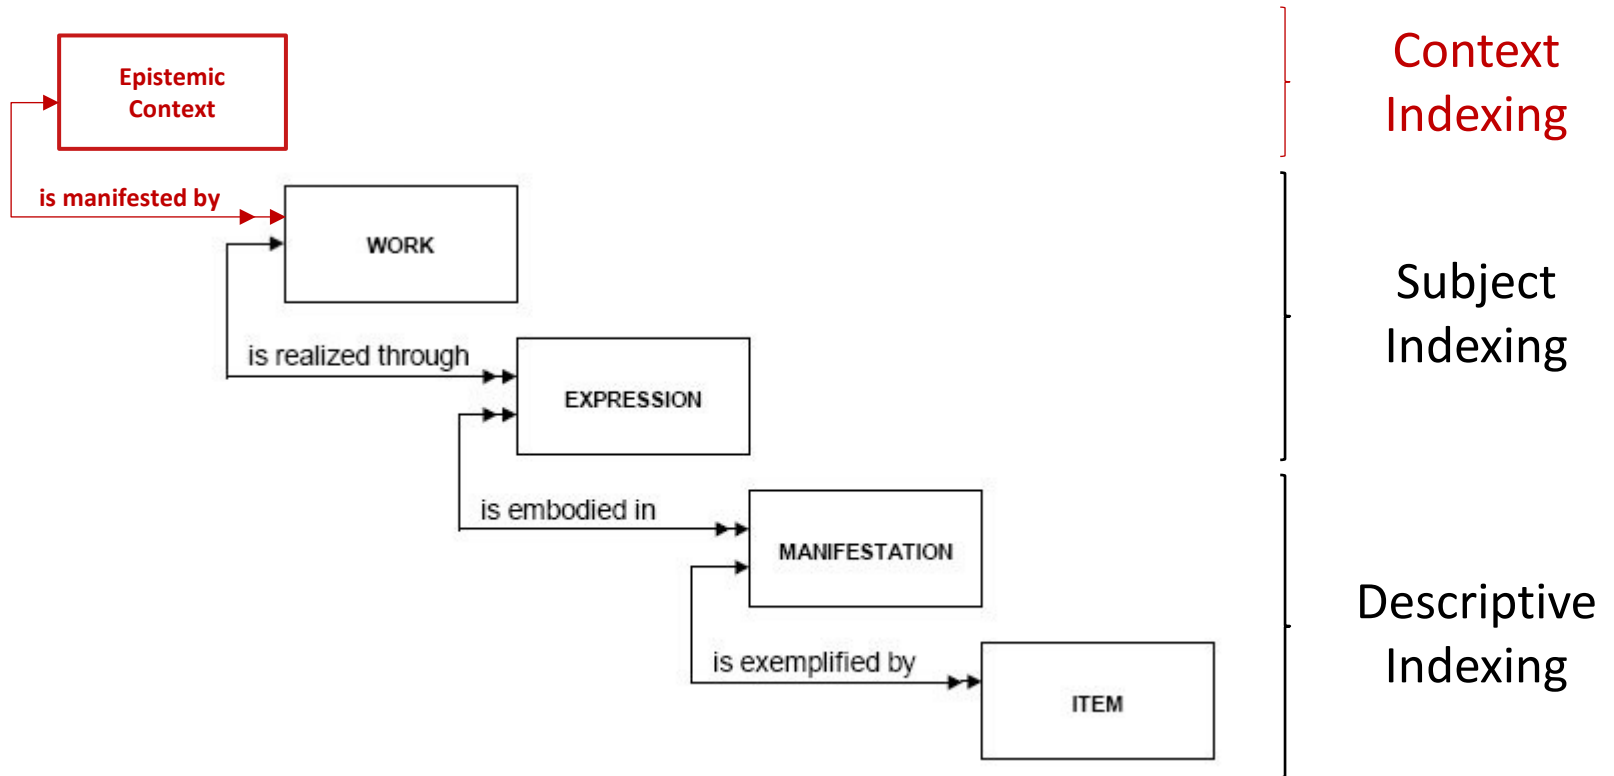 Epistemic
Context
Context
Indexing
is manifested by
WORK
Subject
Indexing
is realized through
EXPRESSION
is embodied in
MANIFESTATION
Descriptive
Indexing
is exemplified by
ITEM